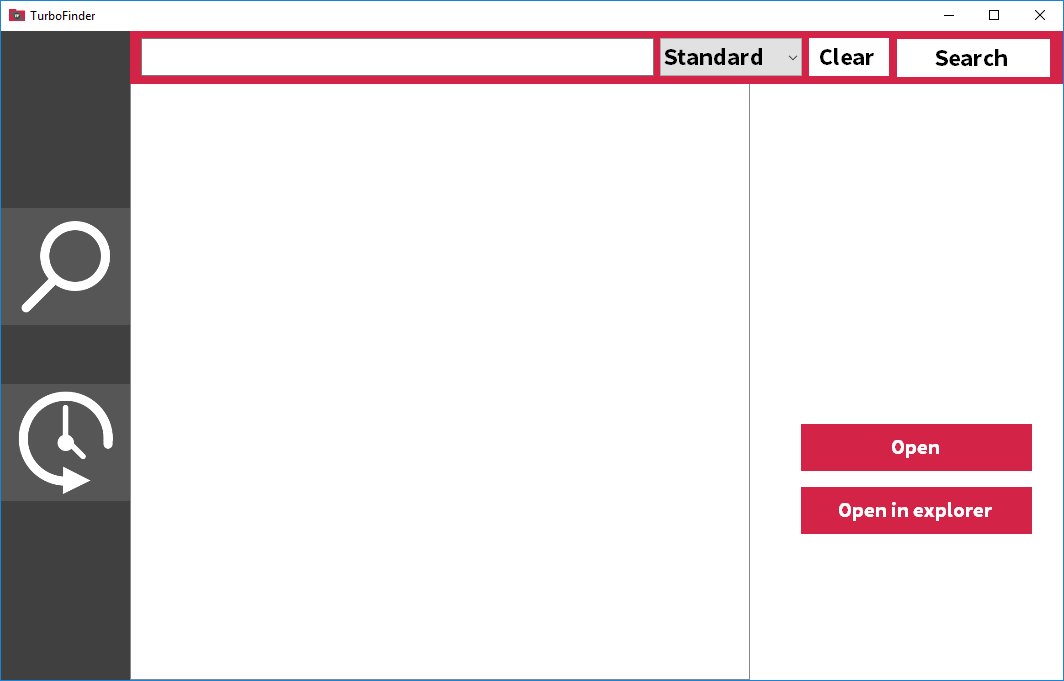 TurboFinder
Standard
Clear
Search
Open
Open in explorer